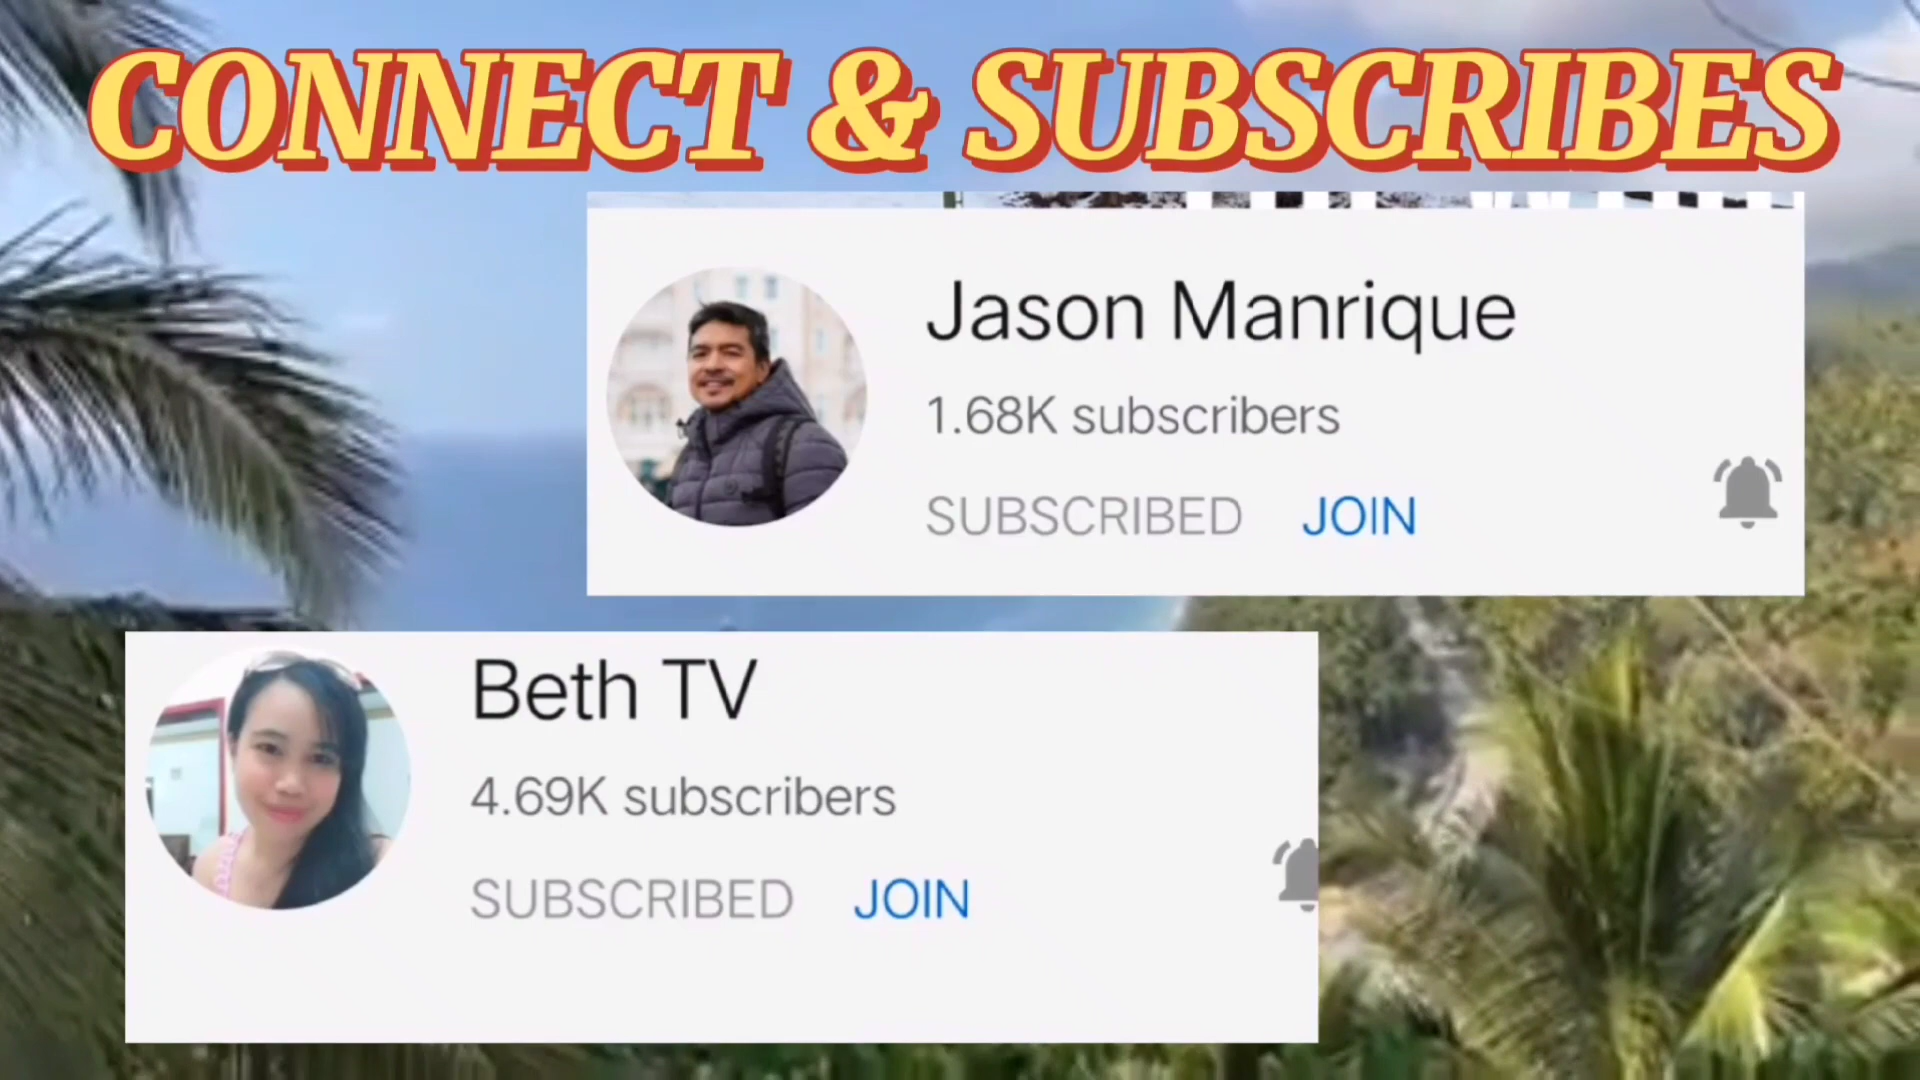 CONNECT & SUBSCRIBES
Jason Manrique
1.68K subscribers
SUBSCRIBED JOIN
Beth TV
4.69K subscribers
SUBSCRIBED JOIN